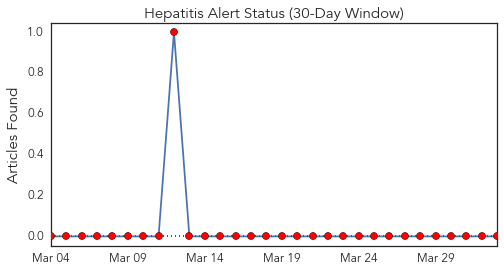 Hepatitis Alert Status (30-Day Window)
Articles Found
1.0
0.8
0.6
0.4
0.2
0.0
Mar 04 Mar 09 Mar 14 Mar 19 Mar 24 Mar 29